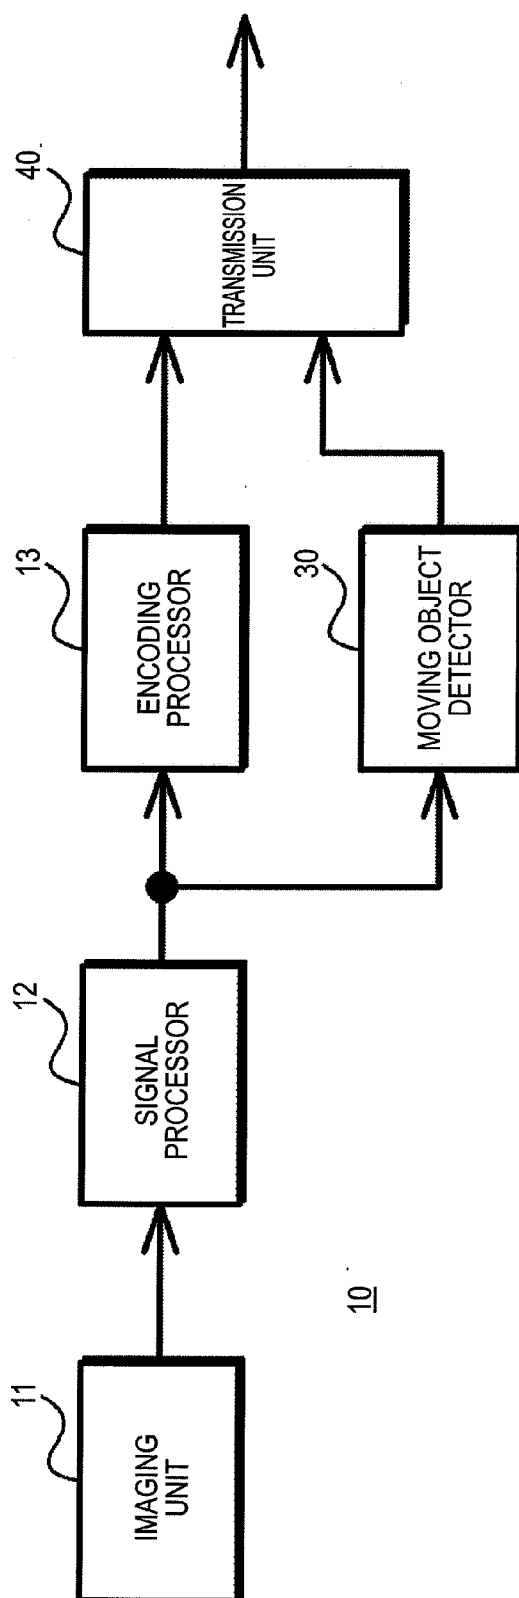 11
IMAGING
UNIT
12
SIGNAL
PROCESSOR
13
ENCODING
PROCESSOR
30
MOVING OBJECT
DETECTOR
40
TRANSMISSION
UNIT
10